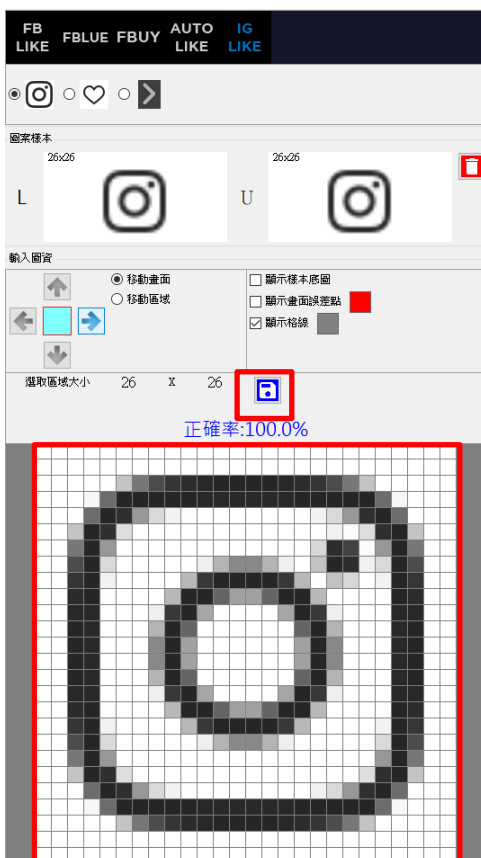 FB LIKE FBLUE FBUY AUTO LIKE IG LIKE
圖案樣本
26x26 26x26
L U
輸入圖資
移動畫面 顯示樣本底圖
移動區域 顯示畫面誤差點
顯示格線
選取區域大小 26 X 26
正確率:100.0%